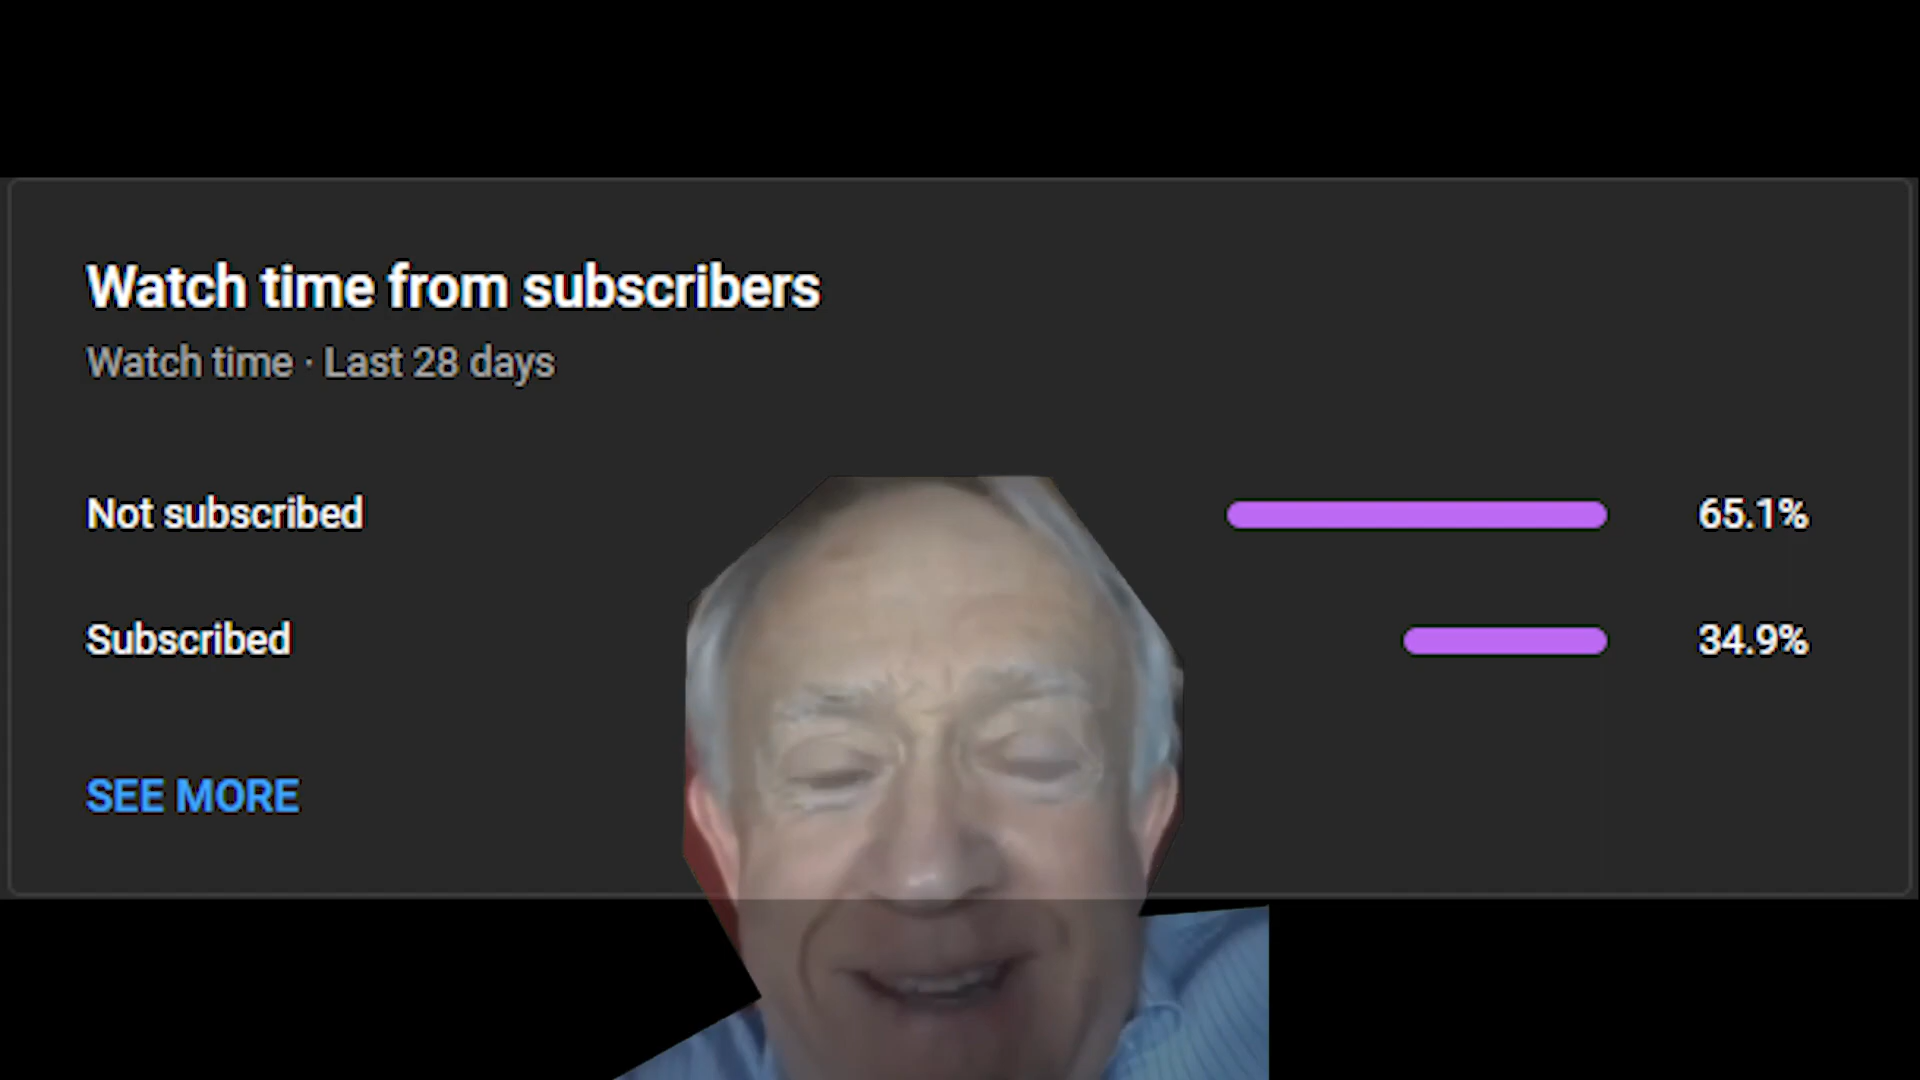 Watch time from subscribers
Watch time · Last 28 days
Not subscribed 65.1%
Subscribed 34.9%
SEE MORE